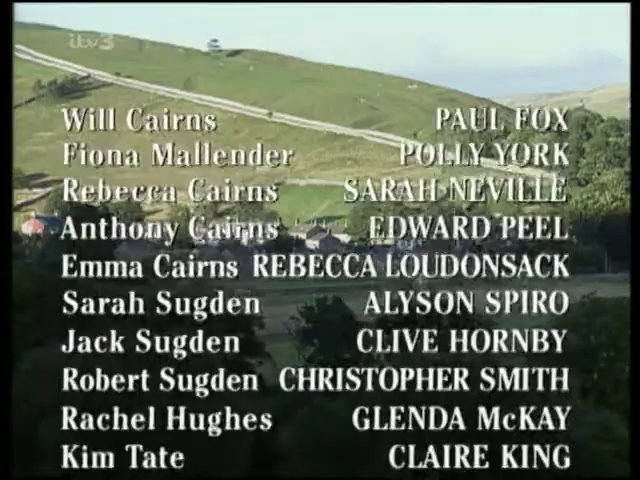 itv3
Will Cairns PAUL FOX
Fiona Mallender POLLY YORK
Rebecca Cairns SARAH NEVILLE
Anthony Cairns EDWARD PEEL
Emma Cairns REBECCA LOUDONSACK
Sarah Sugden ALYSON SPIRO
Jack Sugden CLIVE HORNBY
Robert Sugden CHRISTOPHER SMITH
Rachel Hughes GLENDA McKAY
Kim Tate CLAIRE KING